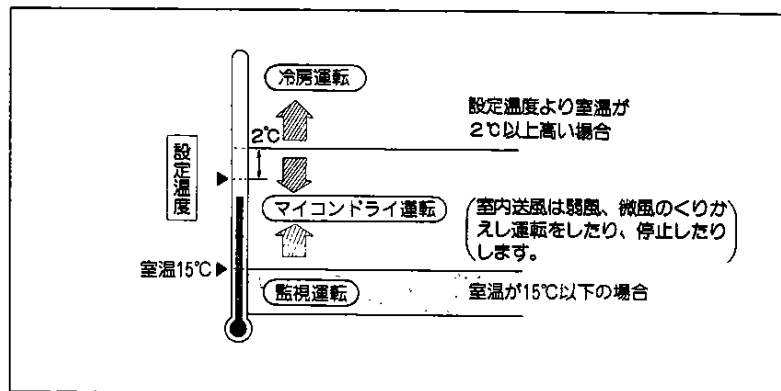 冷房運転
設定温度より室温が
2℃以上高い場合
2℃
設定温度
マイコンドライ運転
(室内送風は弱風、微風のくりか
えし運転をしたり、停止したり
します。)
室温15℃
監視運転
室温が15℃以下の場合